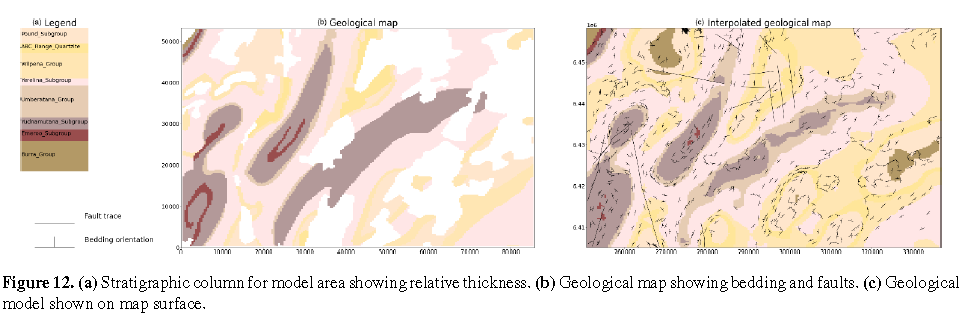 (a) Legend
(b) Geological map
(c) Interpolated geological map
Pound_Subgroup
ABC_Range_Quartzite
Wilpena_Group
Yerelina_Subgroup
Umberatana_Group
Yudnamutana_Subgroup
Emeroo_Subgroup
Burra_Group
Fault trace
Bedding orientation
50000
40000
30000
20000
10000
0
0
10000
20000
30000
40000
50000
60000
70000
80000
1e6
6.45
6.44
6.43
6.42
6.41
260000
270000
280000
290000
300000
310000
320000
330000
Figure 12. (a) Stratigraphic column for model area showing relative thickness. (b) Geological map showing bedding and faults. (c) Geological
model shown on map surface.